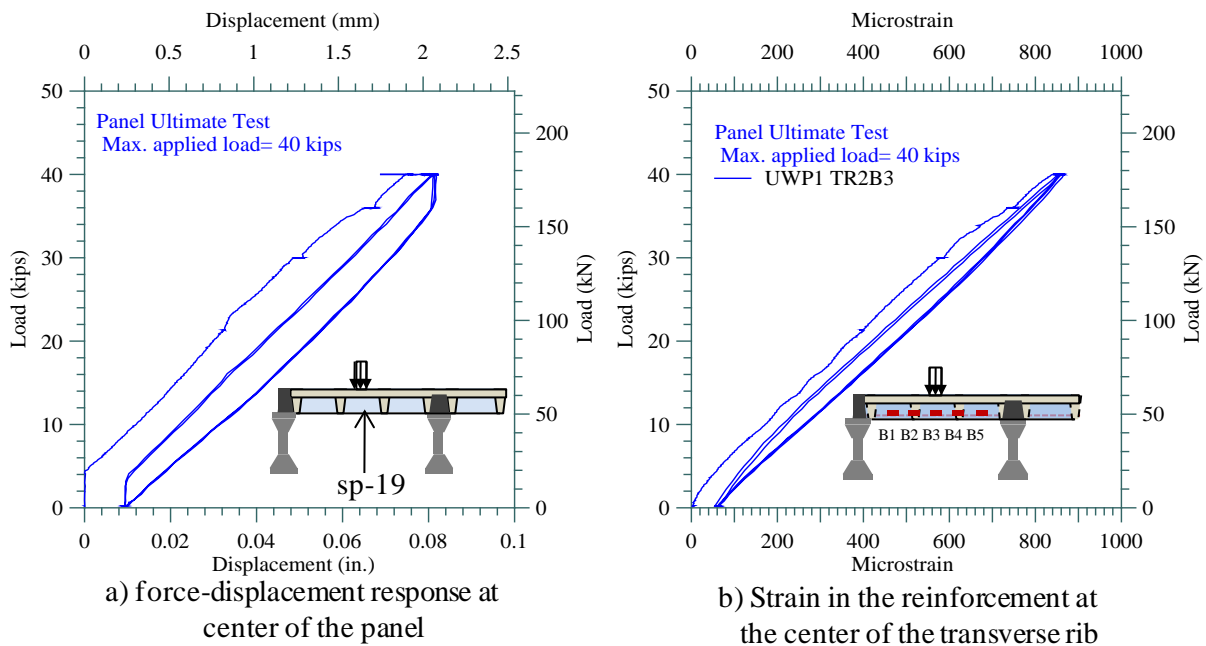 Displacement (mm)
0 0.5 1 1.5 2 2.5
50
40
30
20
10
0
Load (kips)
Panel Ultimate Test
Max. applied load= 40 kips
200
150
100
50
0
Load (kN)
sp-19
0 0.02 0.04 0.06 0.08 0.1
Displacement (in.)
a) force-displacement response at
center of the panel
Microstrain
0 200 400 600 800 1000
50
40
30
20
10
0
Load (kips)
Panel Ultimate Test
Max. applied load= 40 kips
UWP1 TR2B3
200
150
100
50
0
Load (kN)
B1 B2 B3 B4 B5
0 200 400 600 800 1000
Microstrain
b) Strain in the reinforcement at
the center of the transverse rib